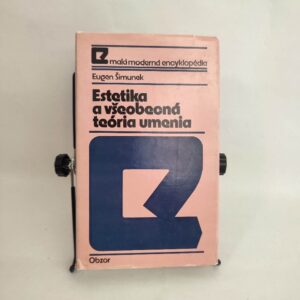 malá moderná encyklopédia
Eugen Šimunek
Estetika
a všeobecná
teória umenia
Obzor